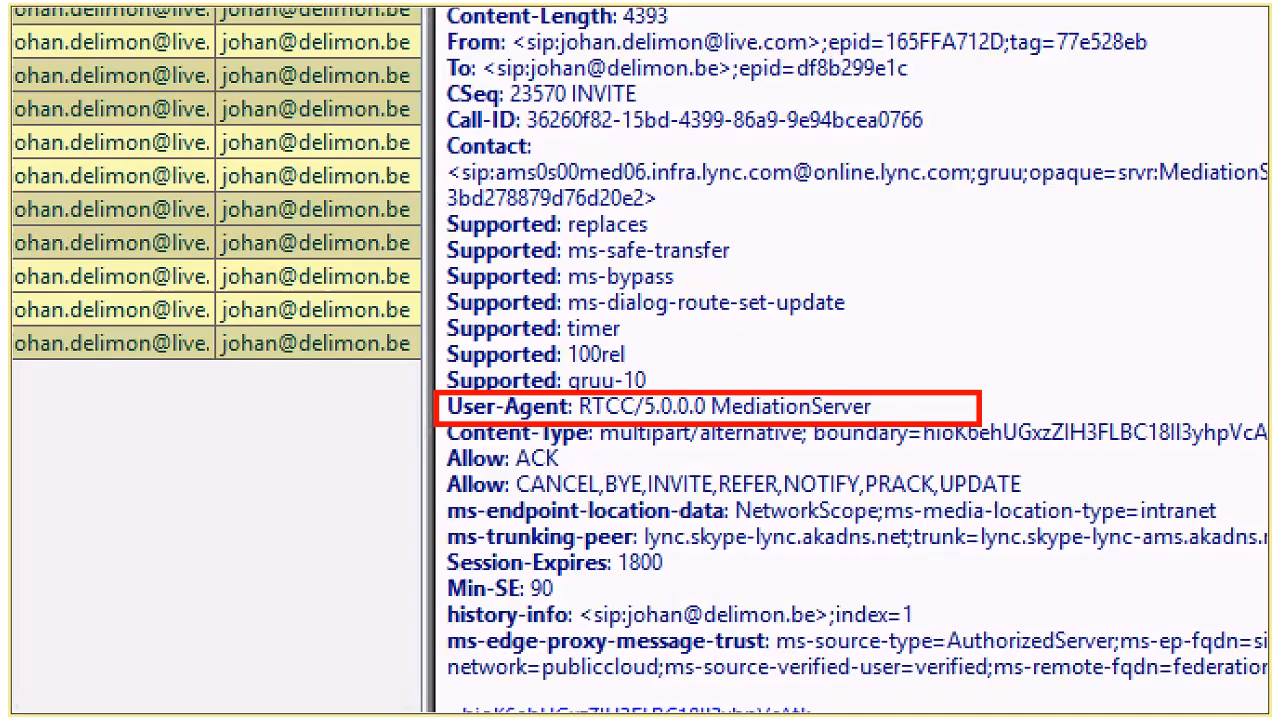 ohan.delimon@live. johan@delimon.be
ohan.delimon@live. johan@delimon.be
ohan.delimon@live. johan@delimon.be
ohan.delimon@live. johan@delimon.be
ohan.delimon@live. johan@delimon.be
ohan.delimon@live. johan@delimon.be
ohan.delimon@live. johan@delimon.be
ohan.delimon@live. johan@delimon.be
ohan.delimon@live. johan@delimon.be
ohan.delimon@live. johan@delimon.be
ohan.delimon@live. johan@delimon.be
Content-Length: 4393
From: <sip:johan.delimon@live.com>;epid=165FFA712D;tag=77e528eb
To: <sip:johan@delimon.be>;epid=df8b299e1c
CSeq: 23570 INVITE
Call-ID: 36260f82-15bd-4399-86a9-9e94bcea0766
Contact:
<sip:ams0s00med06.infra.lync.com@online.lync.com;gruu;opaque=srvr:MediationS
3bd278879d76d20e2>
Supported: replaces
Supported: ms-safe-transfer
Supported: ms-bypass
Supported: ms-dialog-route-set-update
Supported: timer
Supported: 100rel
Supported: gruu-10
User-Agent: RTCC/5.0.0.0 MediationServer
Content-Type: multipart/alternative; boundary=hioK6ehUGxzZlH3FLBC18Il3yhpVcA
Allow: ACK
Allow: CANCEL,BYE,INVITE,REFER,NOTIFY,PRACK,UPDATE
ms-endpoint-location-data: NetworkScope;ms-media-location-type=intranet
ms-trunking-peer: lync.skype-lync.akadns.net;trunk=lync.skype-lync-ams.akadns.
Session-Expires: 1800
Min-SE: 90
history-info: <sip:johan@delimon.be>;index=1
ms-edge-proxy-message-trust: ms-source-type=AuthorizedServer;ms-ep-fqdn=si
network=publiccloud;ms-source-verified-user=verified;ms-remote-fqdn=federation